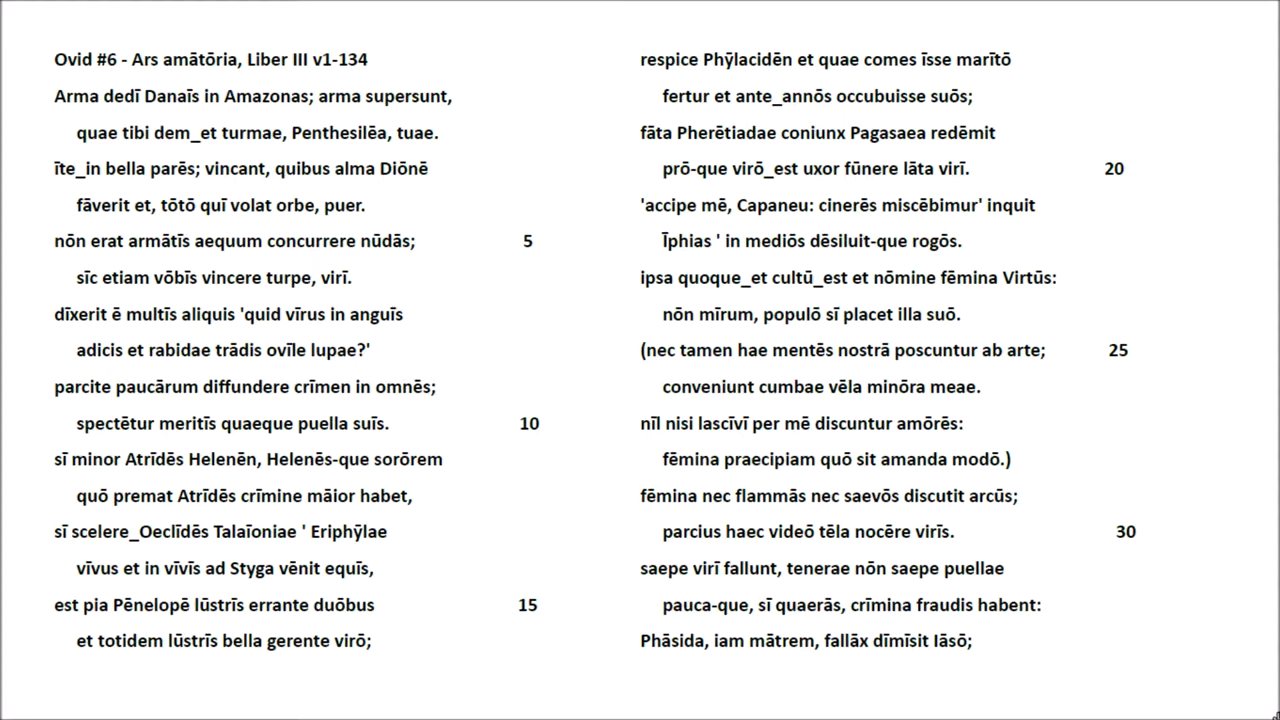 Ovid #6 - Ars amātōria, Liber III v1-134
Arma dedī Danaīs in Amazonas; arma supersunt,
quae tibi dem_et turmae, Penthesilēa, tuae.
īte_in bella parēs; vincant, quibus alma Diōnē
fāverit et, tōtō quī volat orbe, puer.
nōn erat armātīs aequum concurrere nūdās; 5
sīc etiam vōbīs vincere turpe, virī.
dīxerit ē multīs aliquis 'quid vīrus in anguīs
adicis et rabidae trādis ovīle lupae?'
parcite paucārum diffundere crīmen in omnēs;
spectētur meritīs quaeque puella suīs. 10
sī minor Atrīdēs Helenēn, Helenēs-que sorōrem
quō premat Atrīdēs crīmine māior habet,
sī scelere_Oeclīdēs Talaīoniae ' Eriphȳlae
vīvus et in vīvīs ad Styga vēnit equīs,
est pia Pēnelopē lūstrīs errante duōbus 15
et totidem lūstrīs bella gerente virō;
respice Phȳlacidēn et quae comes īsse marītō
fertur et ante_annōs occubuisse suōs;
fāta Pherētiadae coniunx Pagasaea redēmit
prō-que virō_est uxor fūnere lāta virī. 20
'accipe mē, Capaneu: cinerēs miscēbimur' inquit
Īphias ' in mediōs dēsiluit-que rogōs.
ipsa quoque_et cultū_est et nōmine fēmina Virtūs:
nōn mīrum, populō sī placet illa suō.
(nec tamen hae mentēs nostrā poscuntur ab arte; 25
conveniunt cumbae vēla minōra meae.
nīl nisi lascīvī per mē discuntur amōrēs:
fēmina praecipiam quō sit amanda modō.)
fēmina nec flammās nec saevōs discutit arcūs;
parcius haec videō tēla nocēre virīs. 30
saepe virī fallunt, tenerae nōn saepe puellae
pauca-que, sī quaerās, crīmina fraudis habent:
Phāsida, iam mātrem, fallāx dīmīsit Iāsō;